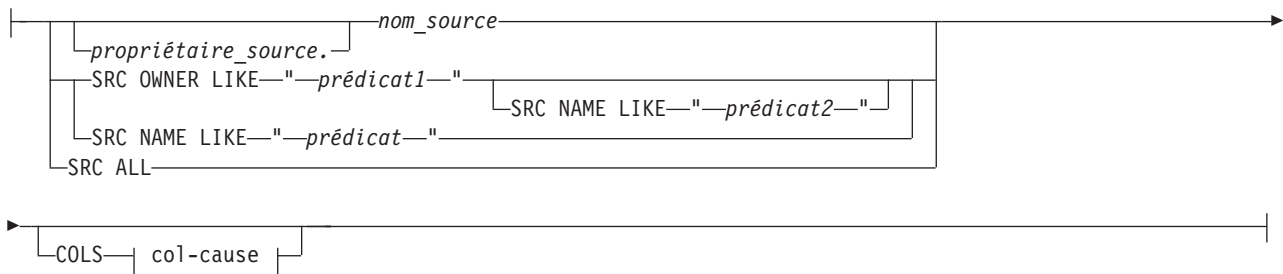 nom_source
propriétaire_source.
SRC OWNER LIKE "prédicat1"
SRC NAME LIKE "prédicat2"
SRC NAME LIKE "prédicat"
SRC ALL
COLS col-cause